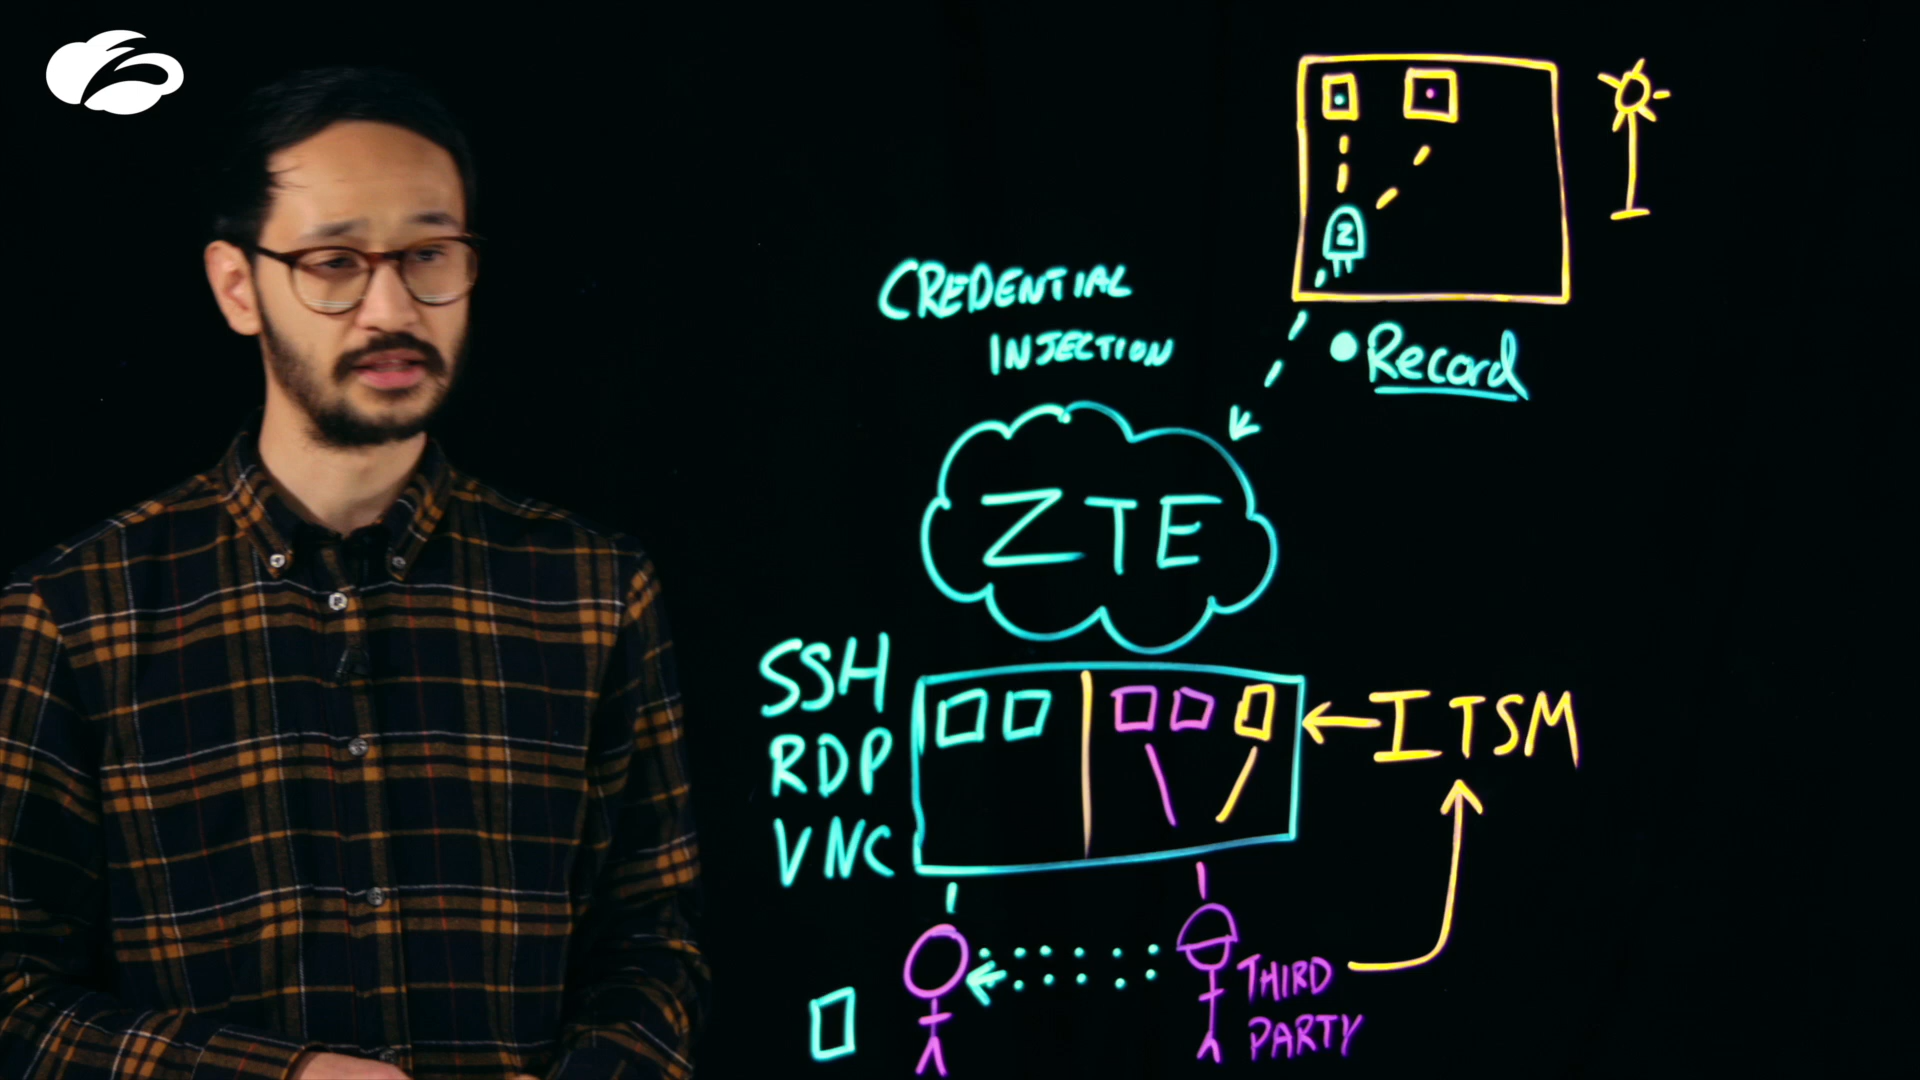 CREDENTIAL
INJECTION
Z
Record
ZTE
SSH
RDP
VNC
ITSM
THIRD
PARTY